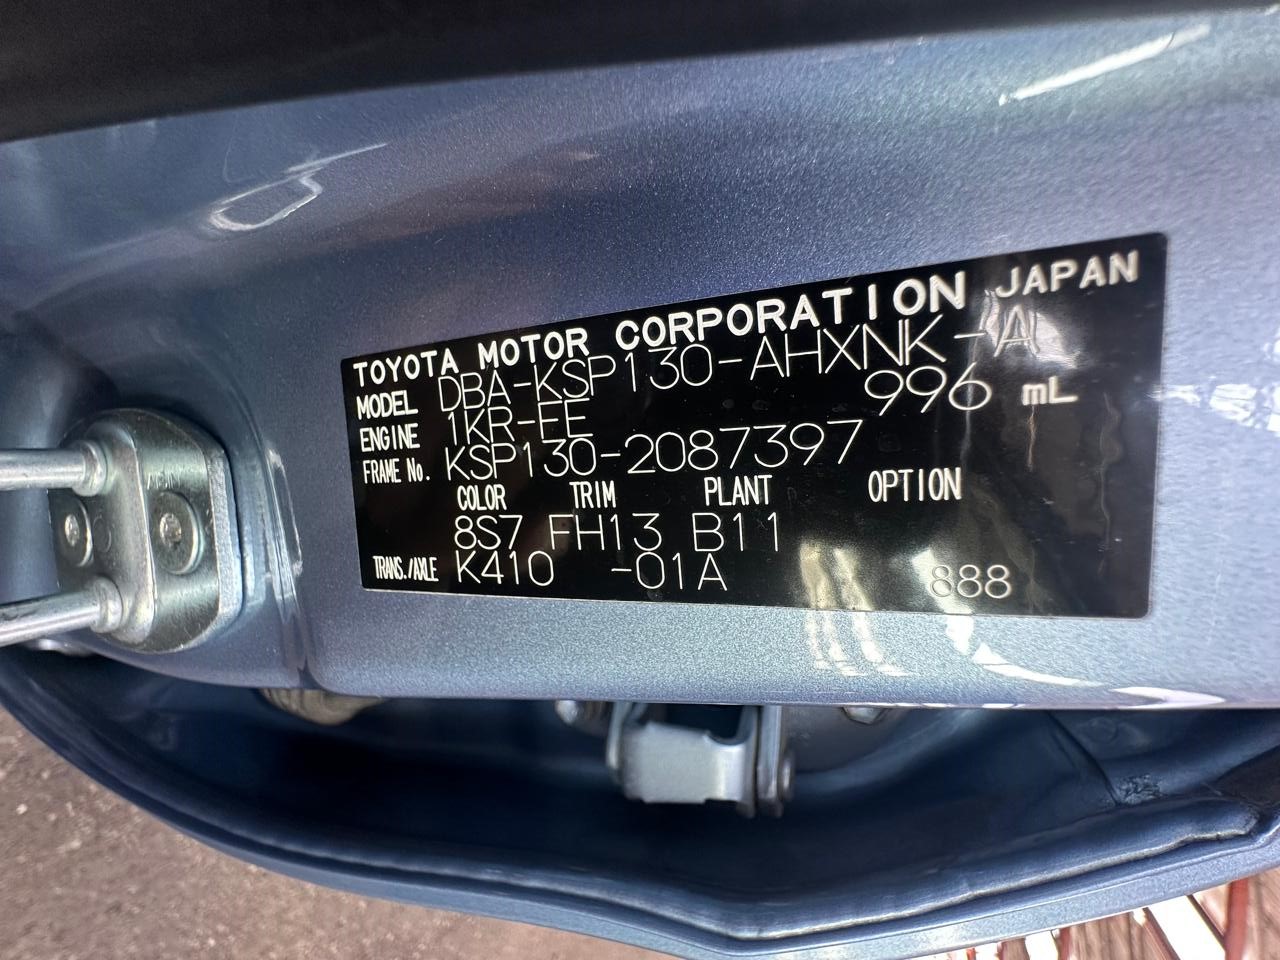 TOYOTA MOTOR CORPORATION JAPAN
MODEL DBA-KSP130-AHXNK-A
ENGINE 1KR-FE 996 mL
FRAME No. KSP130-2087397
COLOR TRIM PLANT OPTION
8S7 FH13 B11
TRANS./AXLE K410 -01A 888